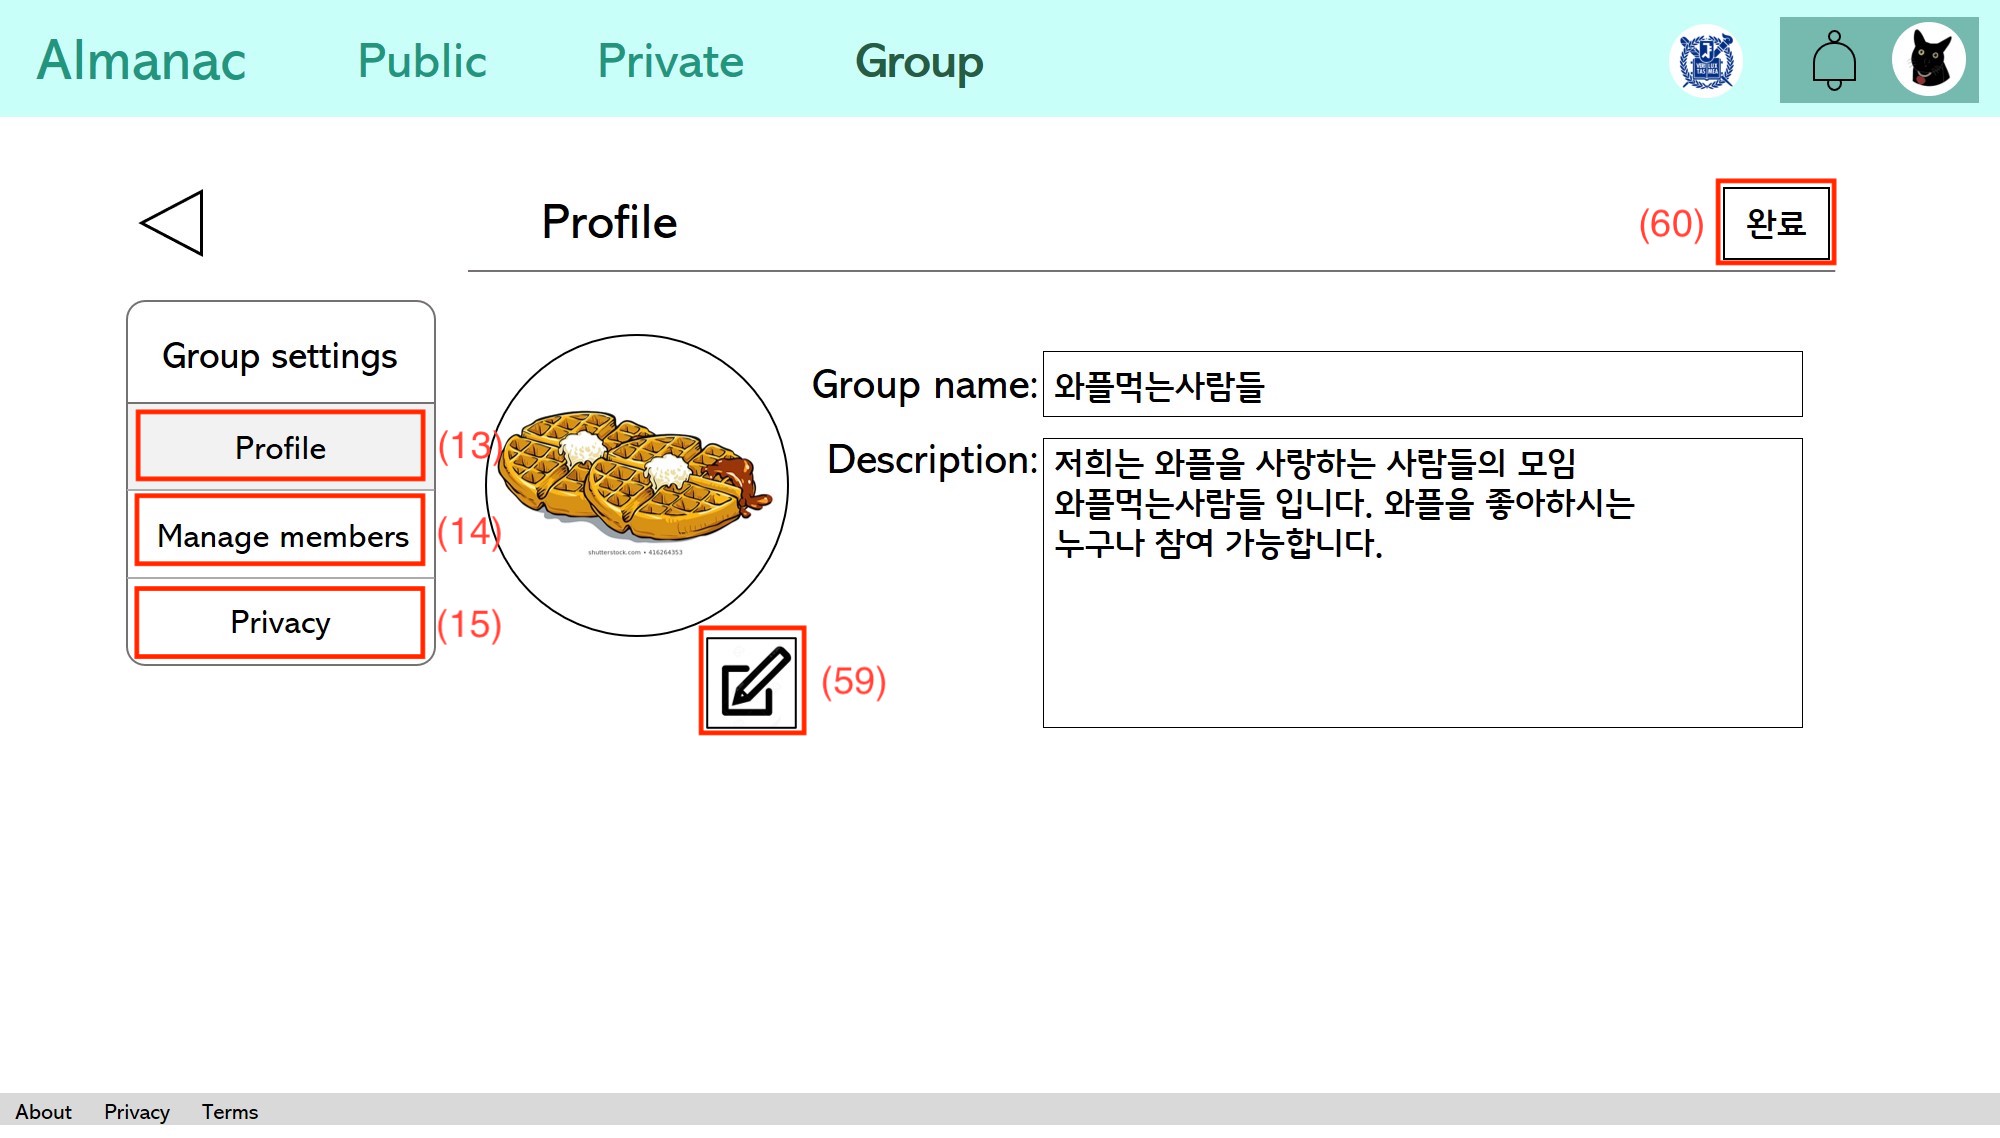 Almanac Public Private Group
Profile
(60) 완료
Group settings
Profile (13)
Manage members (14)
Privacy (15)
shutterstock.com • 416264353
(59)
Group name: 와플먹는사람들
Description: 저희는 와플을 사랑하는 사람들의 모임
와플먹는사람들 입니다. 와플을 좋아하시는
누구나 참여 가능합니다.
About Privacy Terms